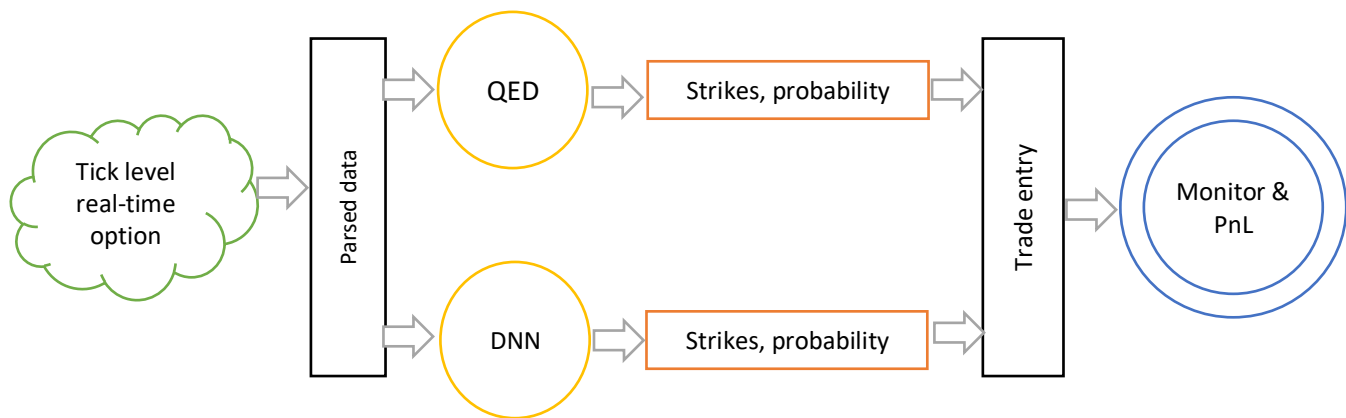 Tick level
real-time
option
Parsed data
QED
Strikes, probability
DNN
Strikes, probability
Trade entry
Monitor &
PnL